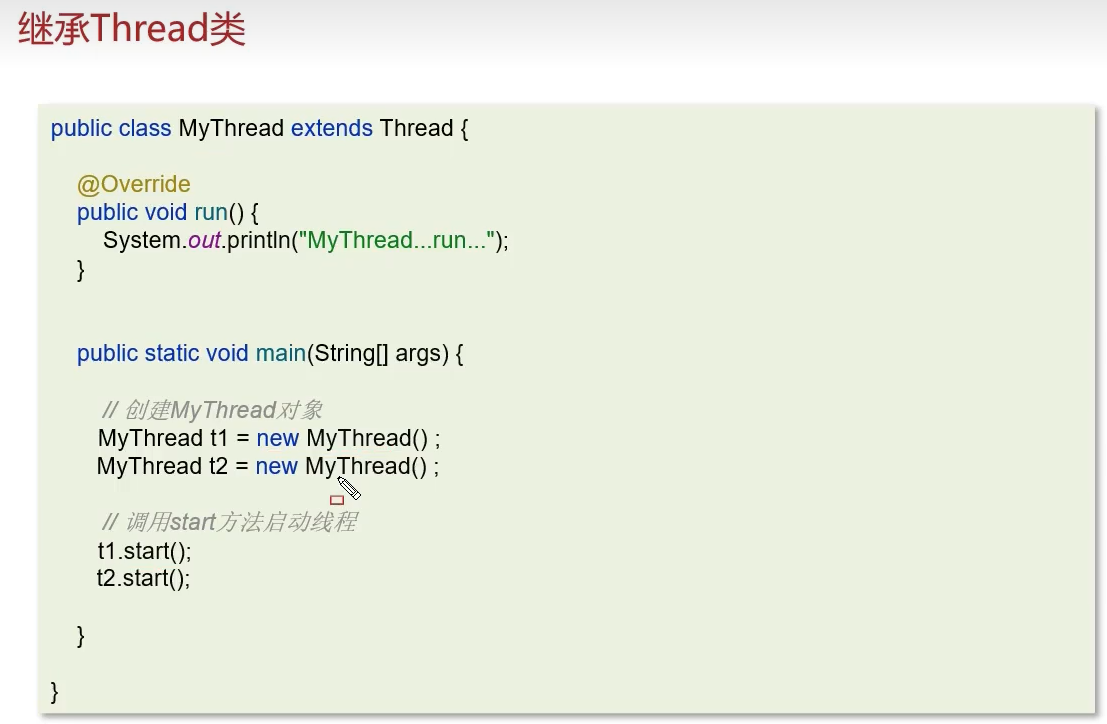 继承Thread类
public class MyThread extends Thread {
@Override
public void run() {
System.out.println("MyThread...run...");
}
public static void main(String[] args) {
// 创建MyThread对象
MyThread t1 = new MyThread() ;
MyThread t2 = new MyThread() ;
// 调用start方法启动线程
t1.start();
t2.start();
}
}